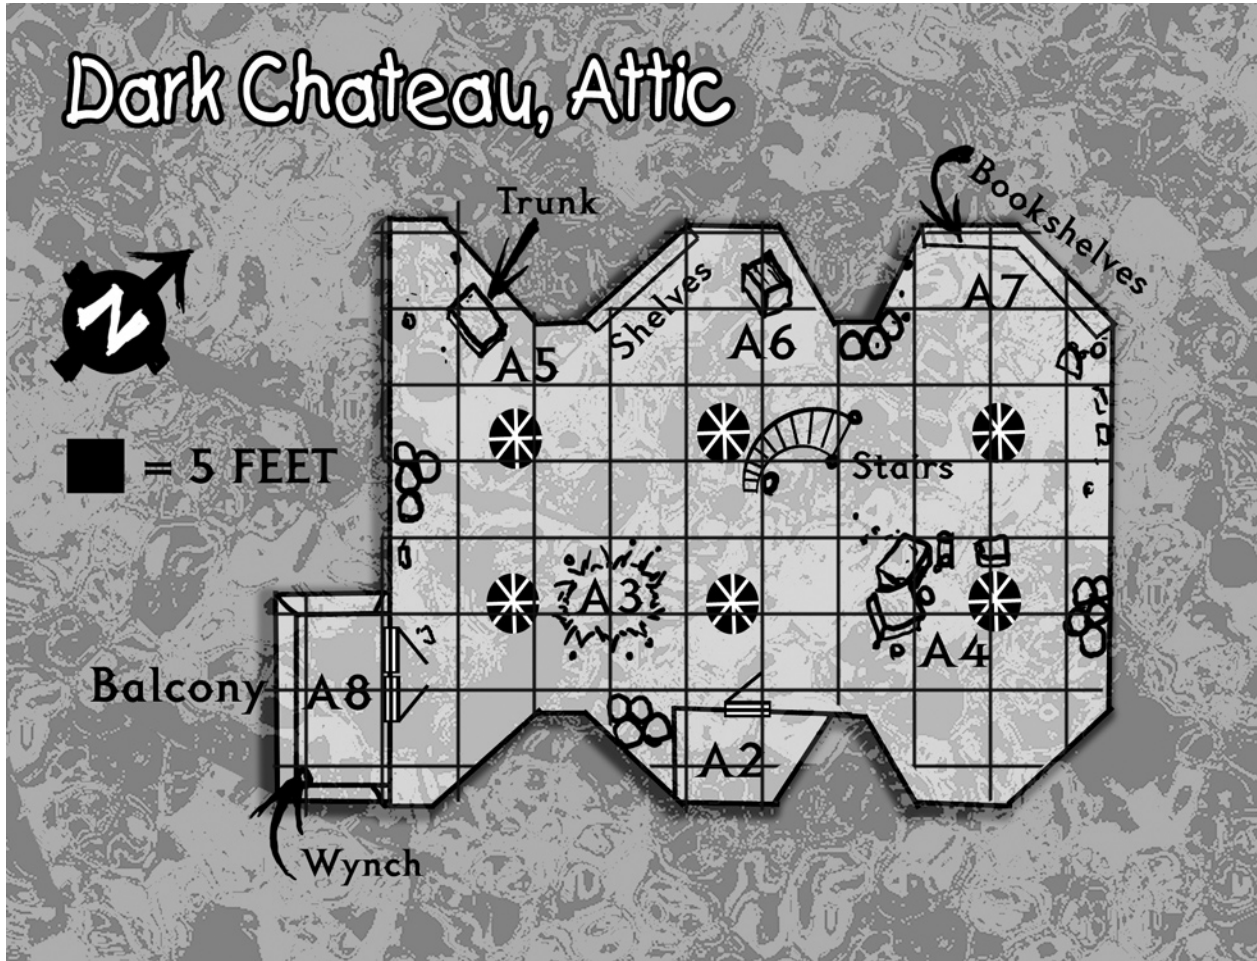 Dark Chateau, Attic
Trunk
Bookshelves
N
Shelves
A7
A6
A5
= 5 FEET
Stairs
A3
A4
Balcony
A8
A2
Wynch